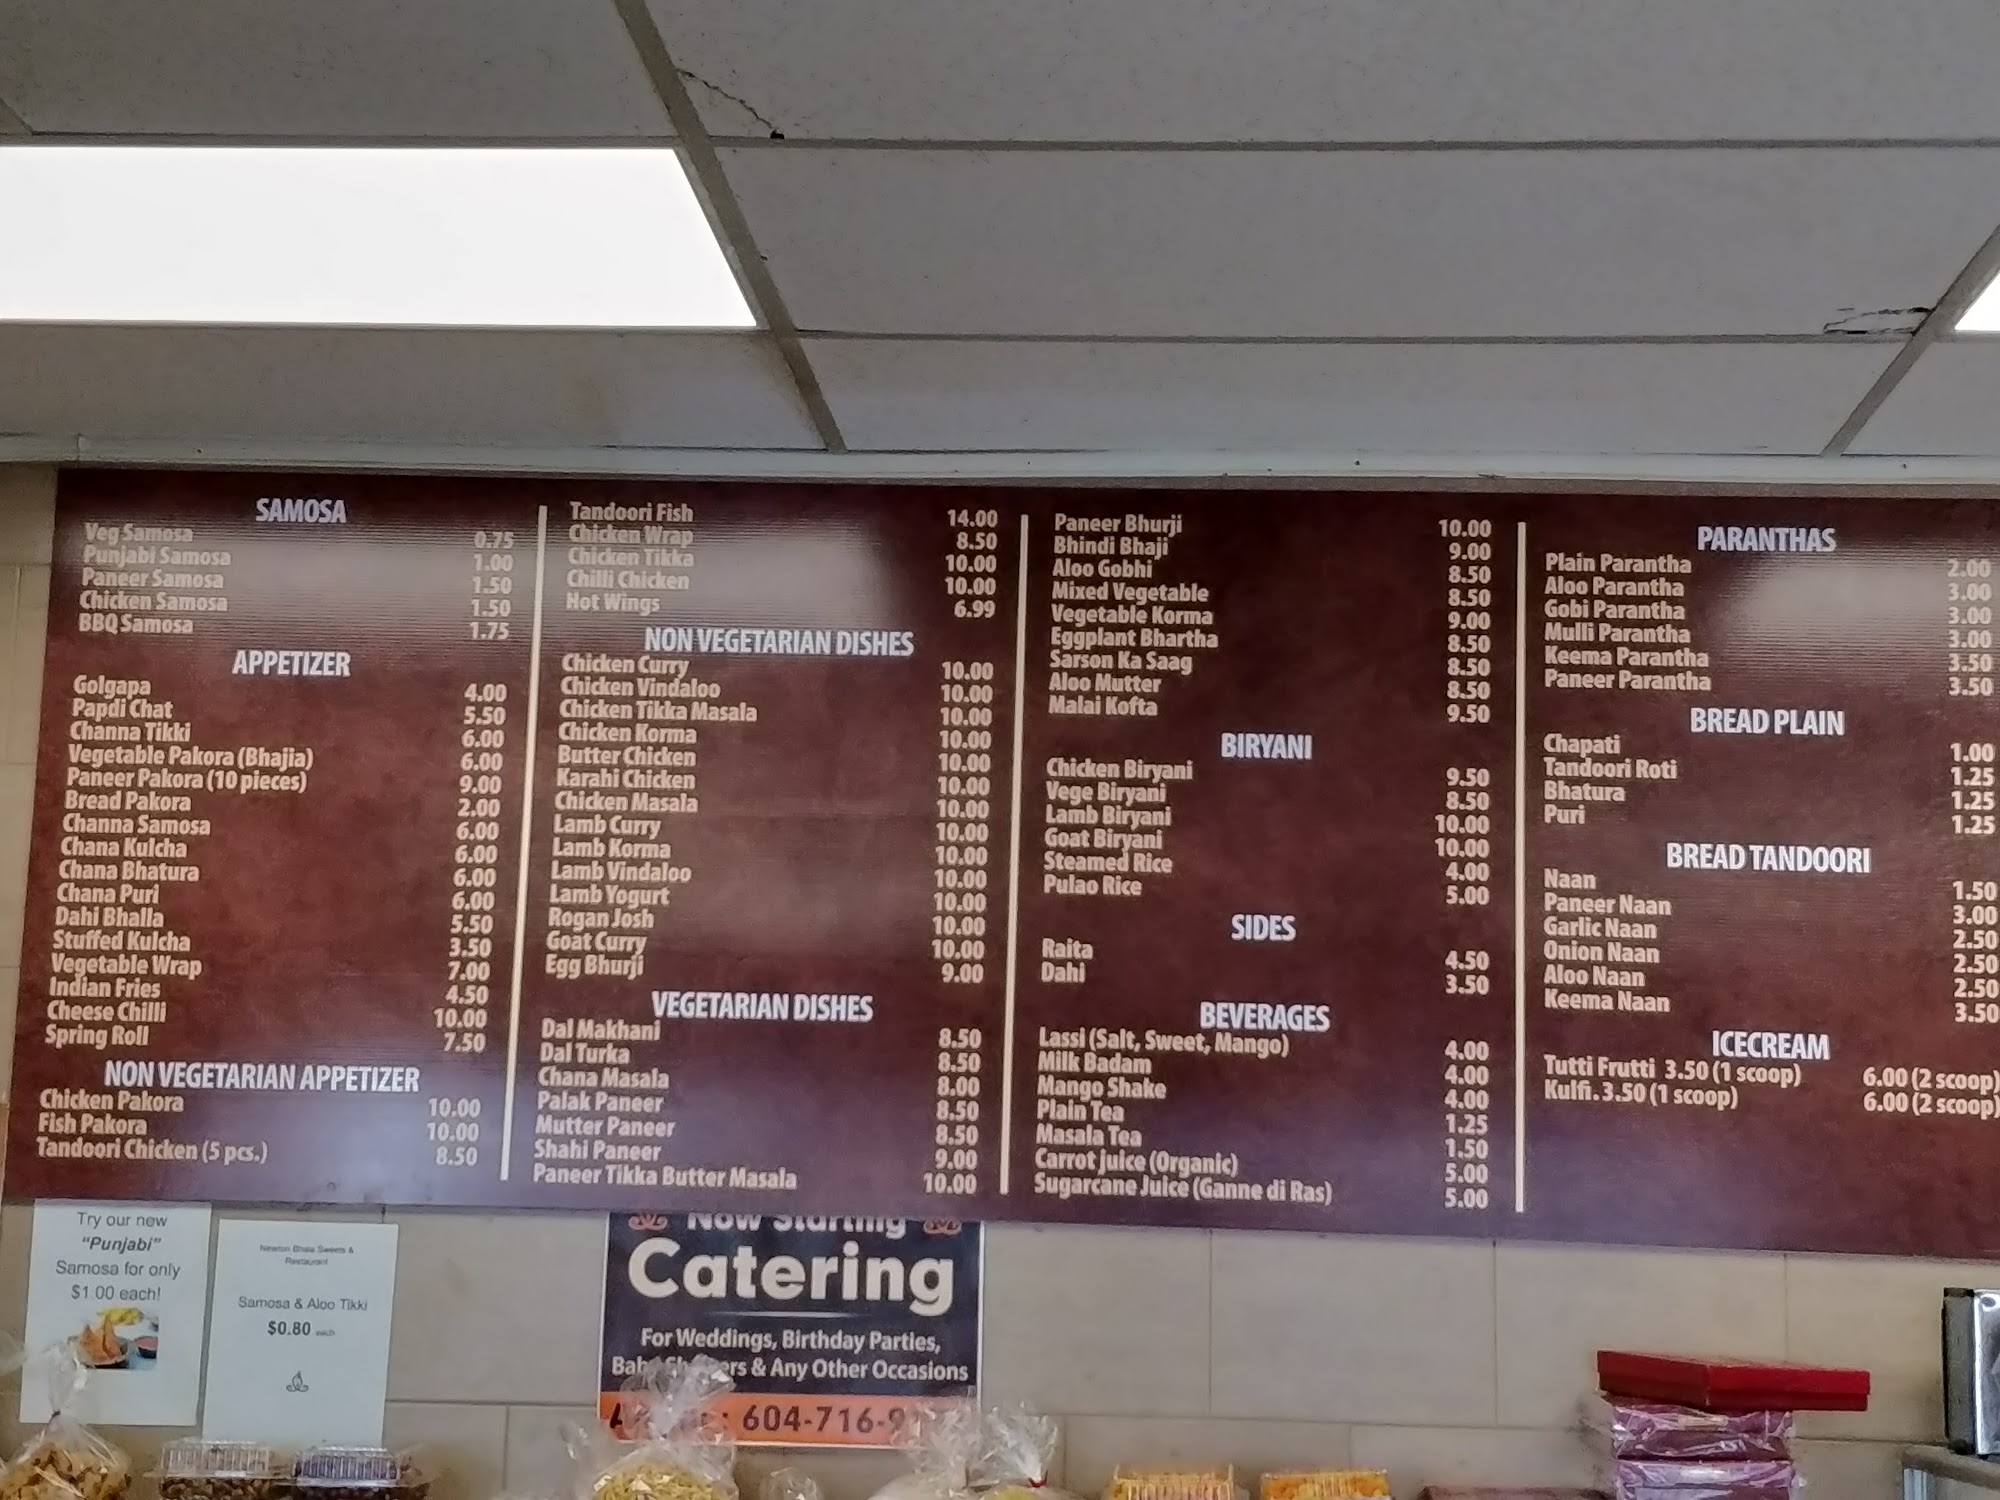 SAMOSA
Veg Samosa 0.75
Punjabi Samosa 1.00
Paneer Samosa 1.50
Chicken Samosa 1.50
BBQ Samosa 1.75
APPETIZER
Golgapa 4.00
Papdi Chat 5.50
Channa Tikki 6.00
Vegetable Pakora (Bhajia) 6.00
Paneer Pakora (10 pieces) 9.00
Bread Pakora 2.00
Channa Samosa 6.00
Chana Kulcha 6.00
Chana Bhatura 6.00
Chana Puri 6.00
Dahi Bhalla 5.50
Stuffed Kulcha 3.50
Vegetable Wrap 7.00
Indian Fries 4.50
Cheese Chilli 10.00
Spring Roll 7.50
NON VEGETARIAN APPETIZER
Chicken Pakora 10.00
Fish Pakora 10.00
Tandoori Chicken (5 pcs.) 8.50
Tandoori Fish 14.00
Chicken Wrap 8.50
Chicken Tikka 10.00
Chilli Chicken 10.00
Hot Wings 6.99
NON VEGETARIAN DISHES
Chicken Curry 10.00
Chicken Vindaloo 10.00
Chicken Tikka Masala 10.00
Chicken Korma 10.00
Butter Chicken 10.00
Karahi Chicken 10.00
Chicken Masala 10.00
Lamb Curry 10.00
Lamb Korma 10.00
Lamb Vindaloo 10.00
Lamb Yogurt 10.00
Rogan Josh 10.00
Goat Curry 10.00
Egg Bhurji 9.00
VEGETARIAN DISHES
Dal Makhani 8.50
Dal Turka 8.50
Chana Masala 8.00
Palak Paneer 8.50
Mutter Paneer 8.50
Shahi Paneer 9.00
Paneer Tikka Butter Masala 10.00
Paneer Bhurji 10.00
Bhindi Bhaji 9.00
Aloo Gobhi 8.50
Mixed Vegetable 8.50
Vegetable Korma 9.00
Eggplant Bhartha 8.50
Sarson Ka Saag 8.50
Aloo Mutter 8.50
Malai Kofta 9.50
BIRYANI
Chicken Biryani 9.50
Vege Biryani 8.50
Lamb Biryani 10.00
Goat Biryani 10.00
Steamed Rice 4.00
Pulao Rice 5.00
SIDES
Raita 4.50
Dahi 3.50
BEVERAGES
Lassi (Salt, Sweet, Mango) 4.00
Milk Badam 4.00
Mango Shake 4.00
Plain Tea 1.25
Masala Tea 1.50
Carrot juice (Organic) 5.00
Sugarcane Juice (Ganne di Ras) 5.00
PARANTHAS
Plain Parantha 2.00
Aloo Parantha 3.00
Gobi Parantha 3.00
Mulli Parantha 3.00
Keema Parantha 3.50
Paneer Parantha 3.50
BREAD PLAIN
Chapati 1.00
Tandoori Roti 1.25
Bhatura 1.25
Puri 1.25
BREAD TANDOORI
Naan 1.50
Paneer Naan 3.00
Garlic Naan 2.50
Onion Naan 2.50
Aloo Naan 2.50
Keema Naan 3.50
ICECREAM
Tutti Frutti 3.50 (1 scoop) 6.00 (2 scoop)
Kulfi. 3.50 (1 scoop) 6.00 (2 scoop)
Try our new
"Punjabi"
Samosa for only
$1.00 each!
Newton Bhaia Sweets &
Restaurant
Samosa & Aloo Tikki
$0.80 each
Now Starting
Catering
For Weddings, Birthday Parties,
& Any Other Occasions
604-716-9